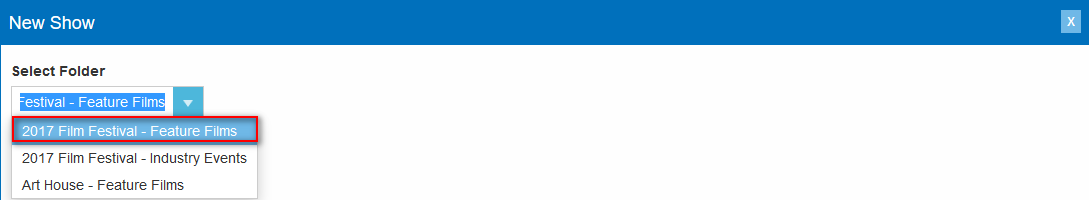 New Show
X
Select Folder
Festival - Feature Films
2017 Film Festival - Feature Films
2017 Film Festival - Industry Events
Art House - Feature Films